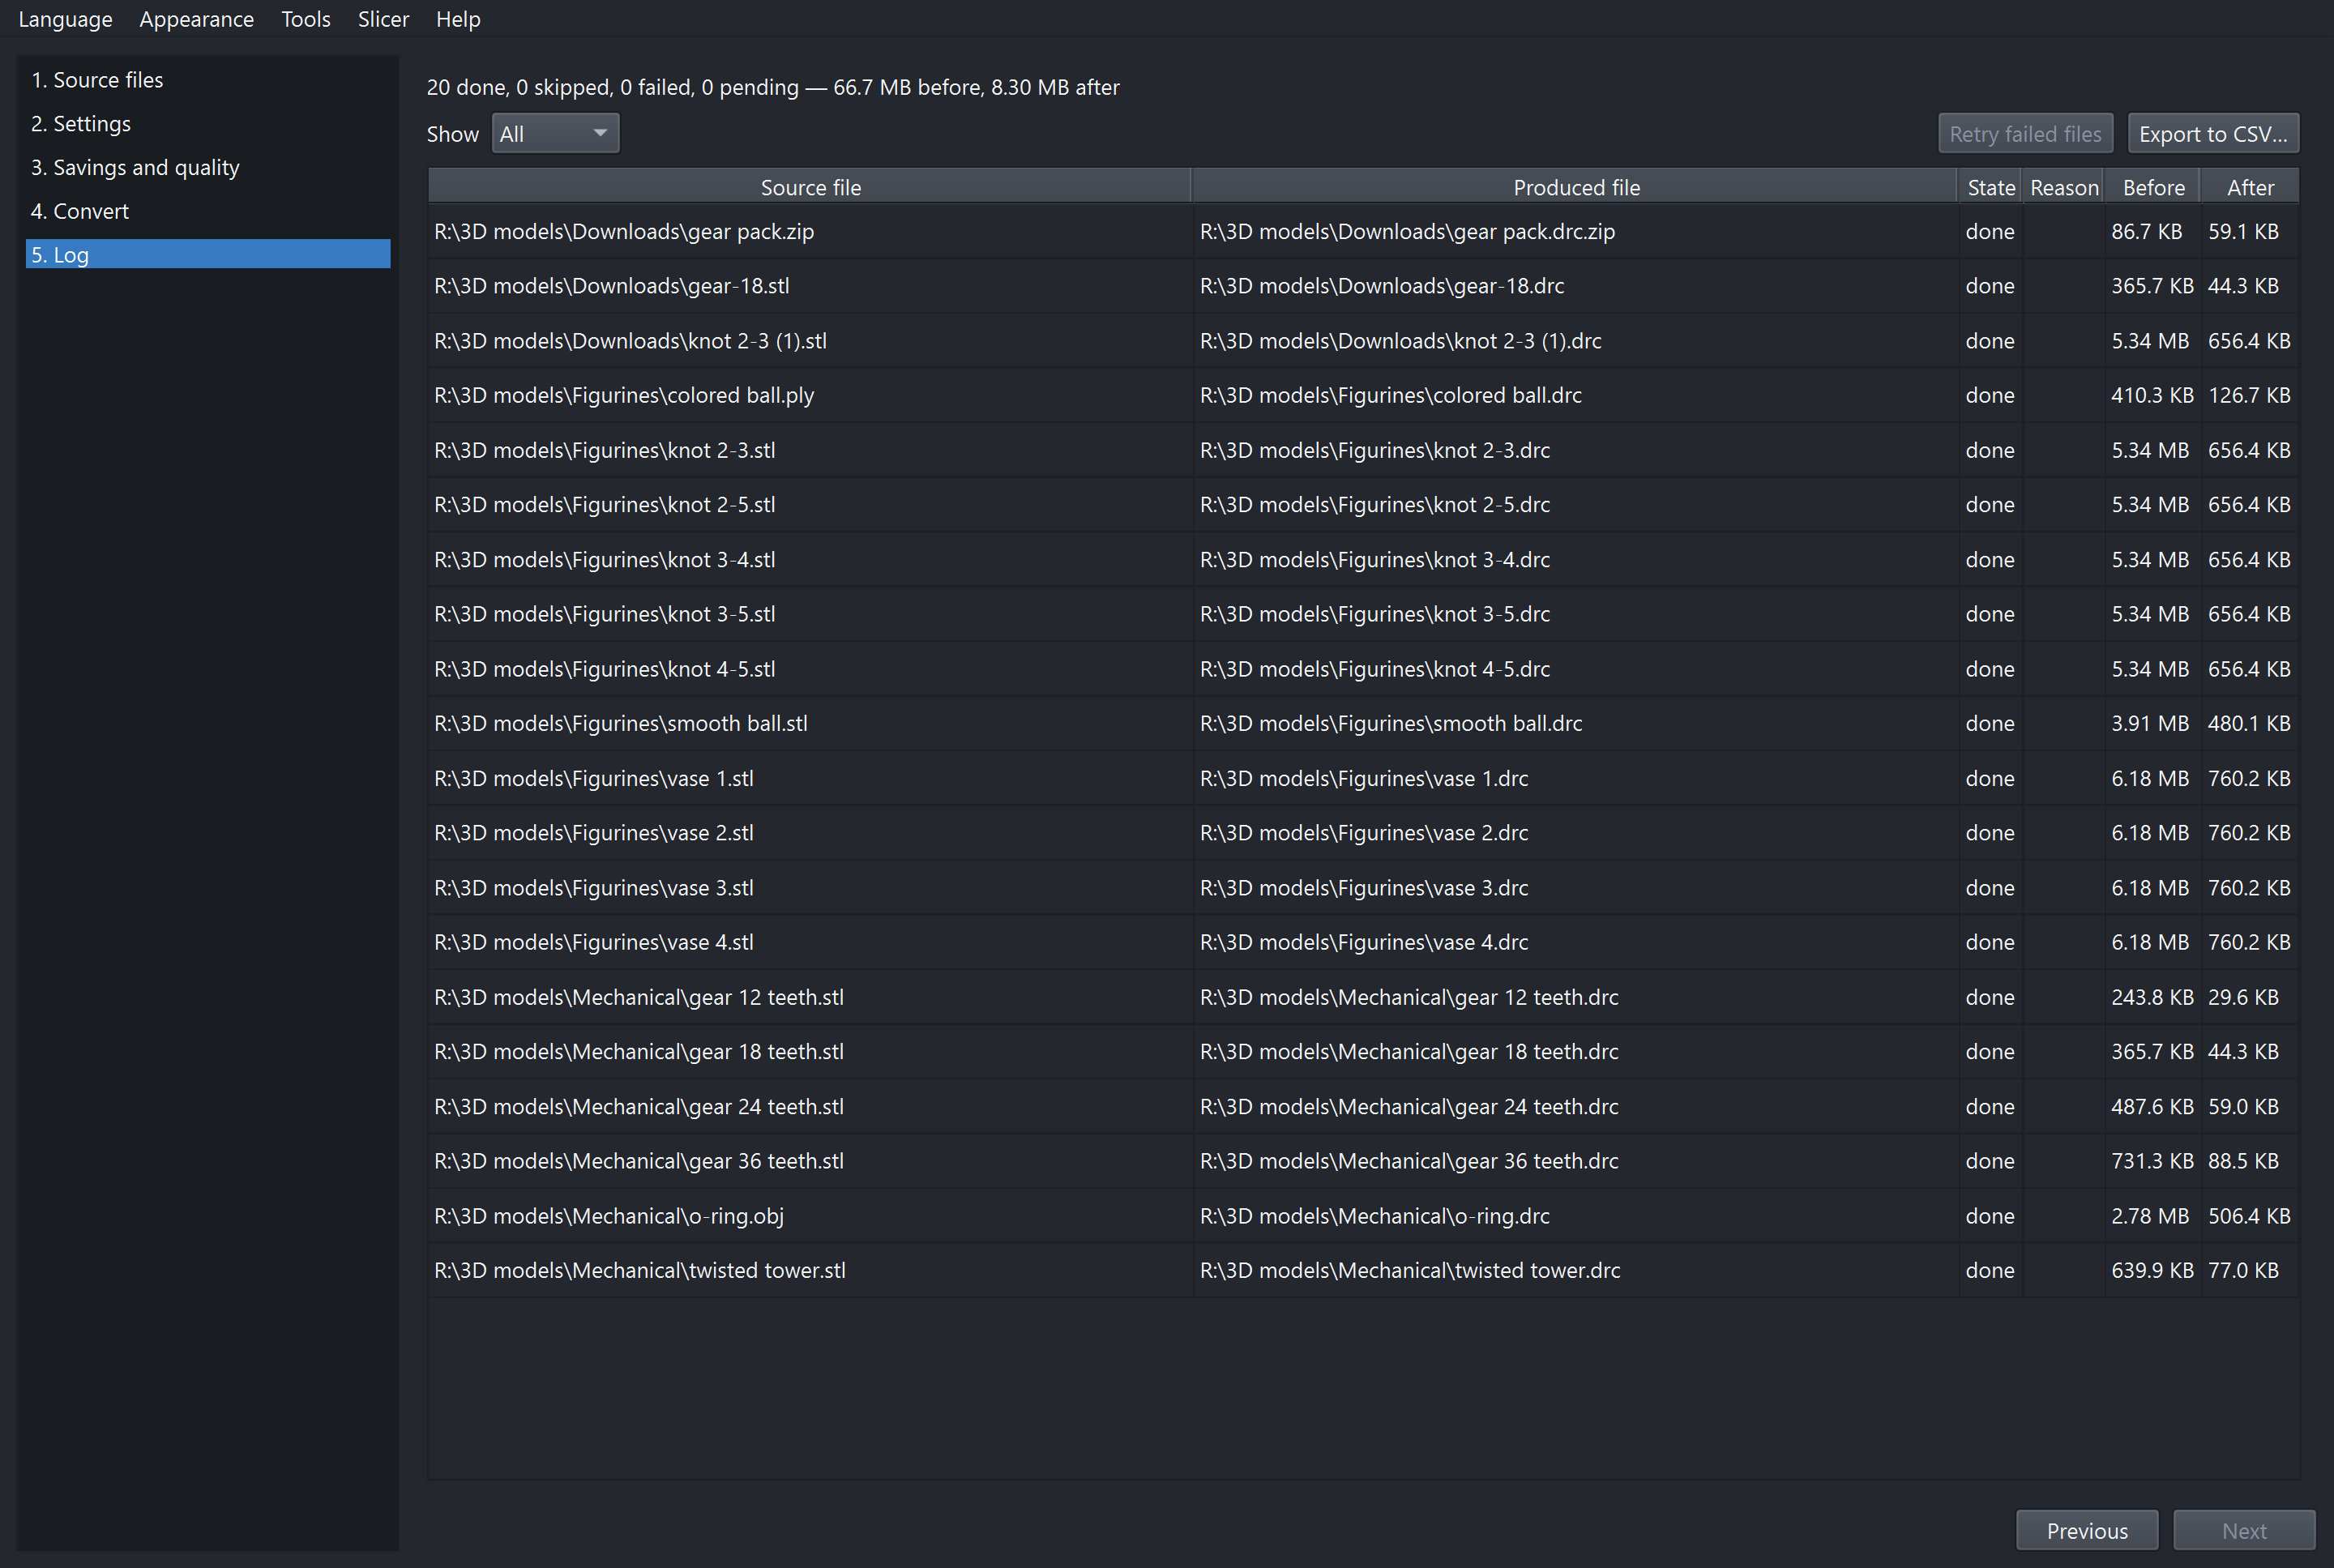 Language Appearance Tools Slicer Help
1. Source files
2. Settings
3. Savings and quality
4. Convert
5. Log
20 done, 0 skipped, 0 failed, 0 pending — 66.7 MB before, 8.30 MB after
Show All Retry failed files Export to CSV...
Source file Produced file State Reason Before After
R:\3D models\Downloads\gear pack.zip R:\3D models\Downloads\gear pack.drc.zip done 86.7 KB 59.1 KB
R:\3D models\Downloads\gear-18.stl R:\3D models\Downloads\gear-18.drc done 365.7 KB 44.3 KB
R:\3D models\Downloads\knot 2-3 (1).stl R:\3D models\Downloads\knot 2-3 (1).drc done 5.34 MB 656.4 KB
R:\3D models\Figurines\colored ball.ply R:\3D models\Figurines\colored ball.drc done 410.3 KB 126.7 KB
R:\3D models\Figurines\knot 2-3.stl R:\3D models\Figurines\knot 2-3.drc done 5.34 MB 656.4 KB
R:\3D models\Figurines\knot 2-5.stl R:\3D models\Figurines\knot 2-5.drc done 5.34 MB 656.4 KB
R:\3D models\Figurines\knot 3-4.stl R:\3D models\Figurines\knot 3-4.drc done 5.34 MB 656.4 KB
R:\3D models\Figurines\knot 3-5.stl R:\3D models\Figurines\knot 3-5.drc done 5.34 MB 656.4 KB
R:\3D models\Figurines\knot 4-5.stl R:\3D models\Figurines\knot 4-5.drc done 5.34 MB 656.4 KB
R:\3D models\Figurines\smooth ball.stl R:\3D models\Figurines\smooth ball.drc done 3.91 MB 480.1 KB
R:\3D models\Figurines\vase 1.stl R:\3D models\Figurines\vase 1.drc done 6.18 MB 760.2 KB
R:\3D models\Figurines\vase 2.stl R:\3D models\Figurines\vase 2.drc done 6.18 MB 760.2 KB
R:\3D models\Figurines\vase 3.stl R:\3D models\Figurines\vase 3.drc done 6.18 MB 760.2 KB
R:\3D models\Figurines\vase 4.stl R:\3D models\Figurines\vase 4.drc done 6.18 MB 760.2 KB
R:\3D models\Mechanical\gear 12 teeth.stl R:\3D models\Mechanical\gear 12 teeth.drc done 243.8 KB 29.6 KB
R:\3D models\Mechanical\gear 18 teeth.stl R:\3D models\Mechanical\gear 18 teeth.drc done 365.7 KB 44.3 KB
R:\3D models\Mechanical\gear 24 teeth.stl R:\3D models\Mechanical\gear 24 teeth.drc done 487.6 KB 59.0 KB
R:\3D models\Mechanical\gear 36 teeth.stl R:\3D models\Mechanical\gear 36 teeth.drc done 731.3 KB 88.5 KB
R:\3D models\Mechanical\o-ring.obj R:\3D models\Mechanical\o-ring.drc done 2.78 MB 506.4 KB
R:\3D models\Mechanical\twisted tower.stl R:\3D models\Mechanical\twisted tower.drc done 639.9 KB 77.0 KB
Previous Next